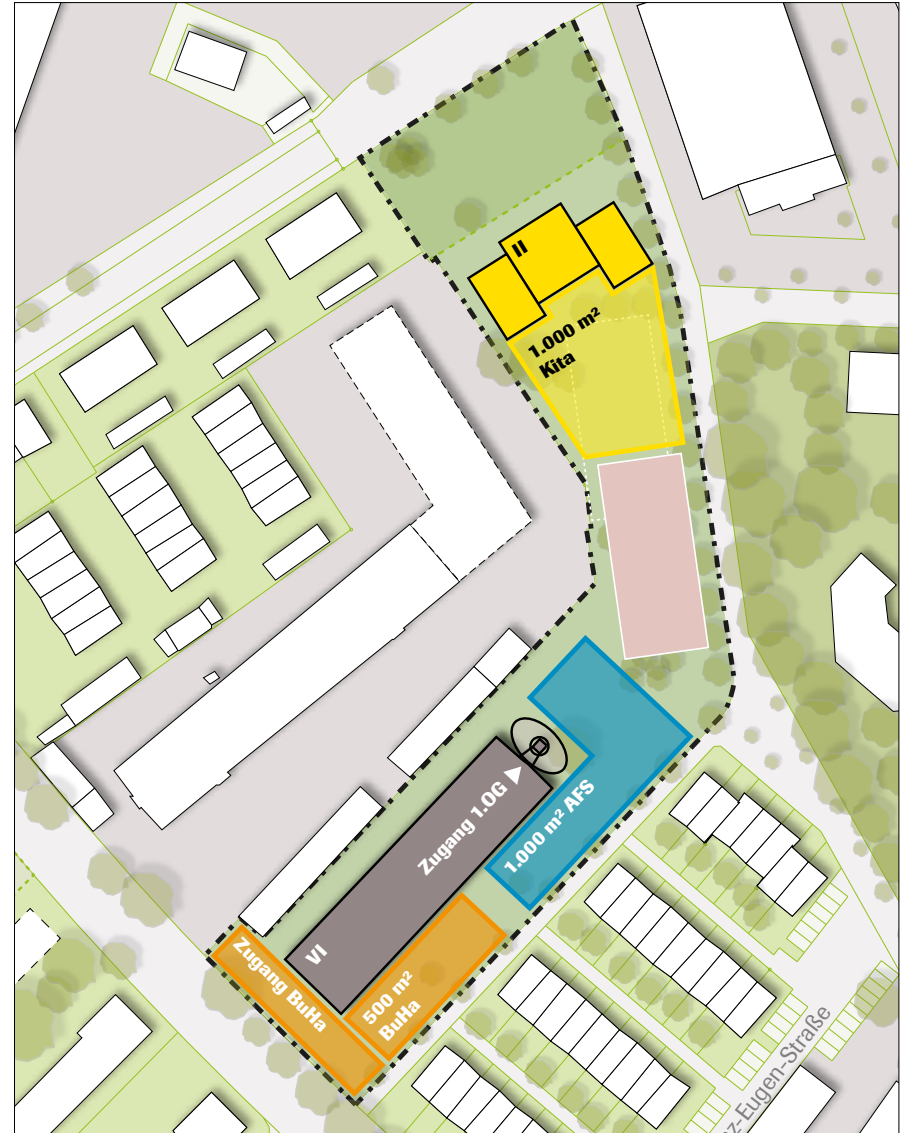 II
1.000 m²
Kita
Zugang 1.OG
1.000 m² AFS
VI
Zugang BuHa
500 m²
BuHa
z-Eugen-Straße